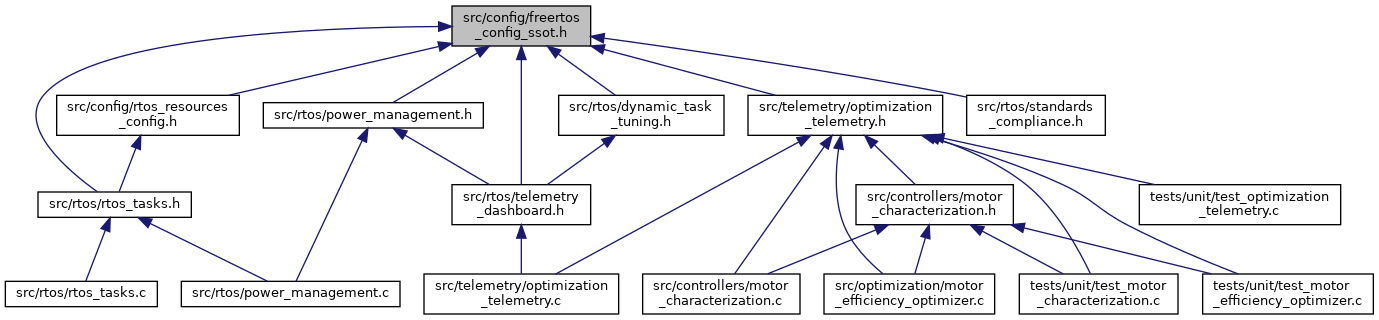 src/config/freertos
_config_ssot.h
src/config/rtos_resources
_config.h
src/rtos/power_management.h
src/rtos/dynamic_task
_tuning.h
src/telemetry/optimization
_telemetry.h
src/rtos/standards
_compliance.h
src/rtos/rtos_tasks.h
src/rtos/telemetry
_dashboard.h
src/controllers/motor
_characterization.h
tests/unit/test_optimization
_telemetry.c
src/rtos/rtos_tasks.c
src/rtos/power_management.c
src/telemetry/optimization
_telemetry.c
src/controllers/motor
_characterization.c
src/optimization/motor
_efficiency_optimizer.c
tests/unit/test_motor
_characterization.c
tests/unit/test_motor
_efficiency_optimizer.c